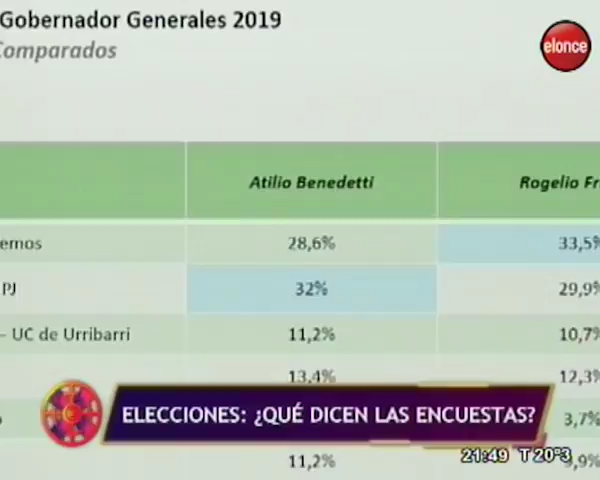 Gobernador Generales 2019
Comparados
elonce
Atilio Benedetti
Rogelio
28,6%
33,5%
PJ
32%
29,9%
– UC de Urribarri
11,2%
10,7%
13,4%
12,3%
3,7%
ELECCIONES: ¿QUÉ DICEN LAS ENCUESTAS?
11,2%
21:49 T 20°3